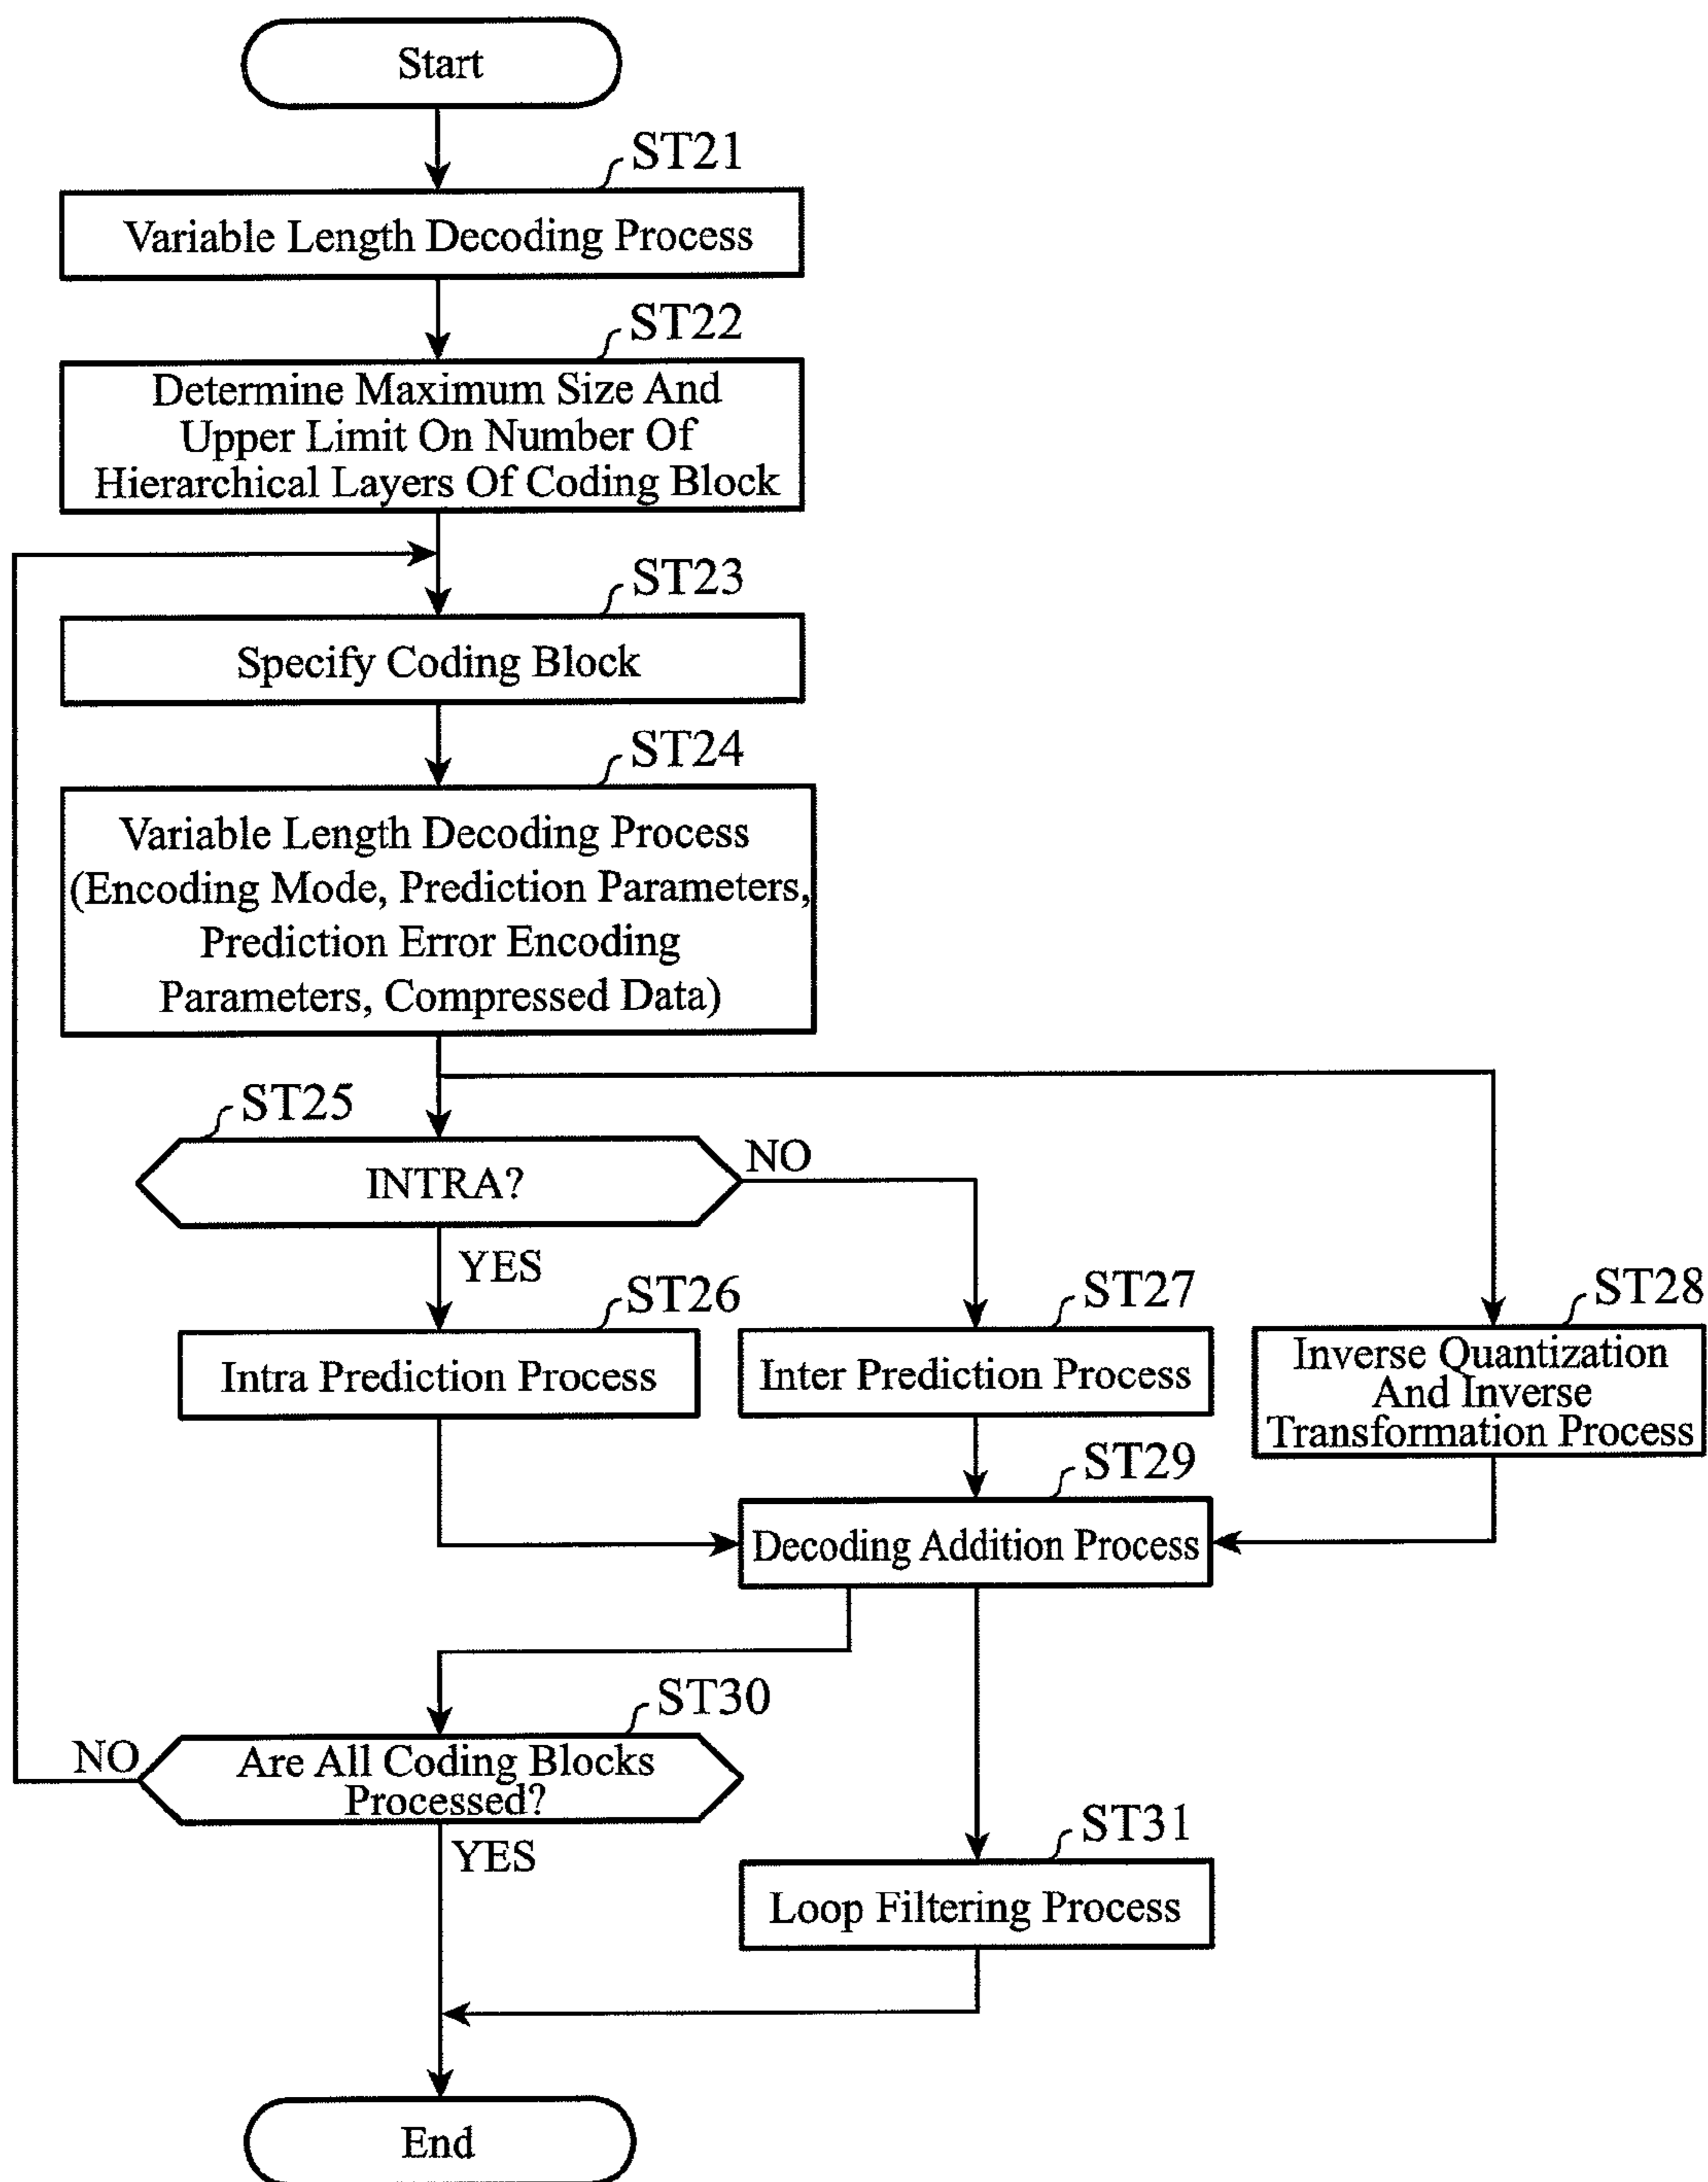 Start
ST21
Variable Length Decoding Process
ST22
Determine Maximum Size And
Upper Limit On Number Of
Hierarchical Layers Of Coding Block
ST23
Specify Coding Block
ST24
Variable Length Decoding Process
(Encoding Mode, Prediction Parameters,
Prediction Error Encoding
Parameters, Compressed Data)
ST25
INTRA?
NO
YES
ST26
Intra Prediction Process
ST27
Inter Prediction Process
ST28
Inverse Quantization
And Inverse
Transformation Process
ST29
Decoding Addition Process
ST30
Are All Coding Blocks
Processed?
NO
YES
ST31
Loop Filtering Process
End